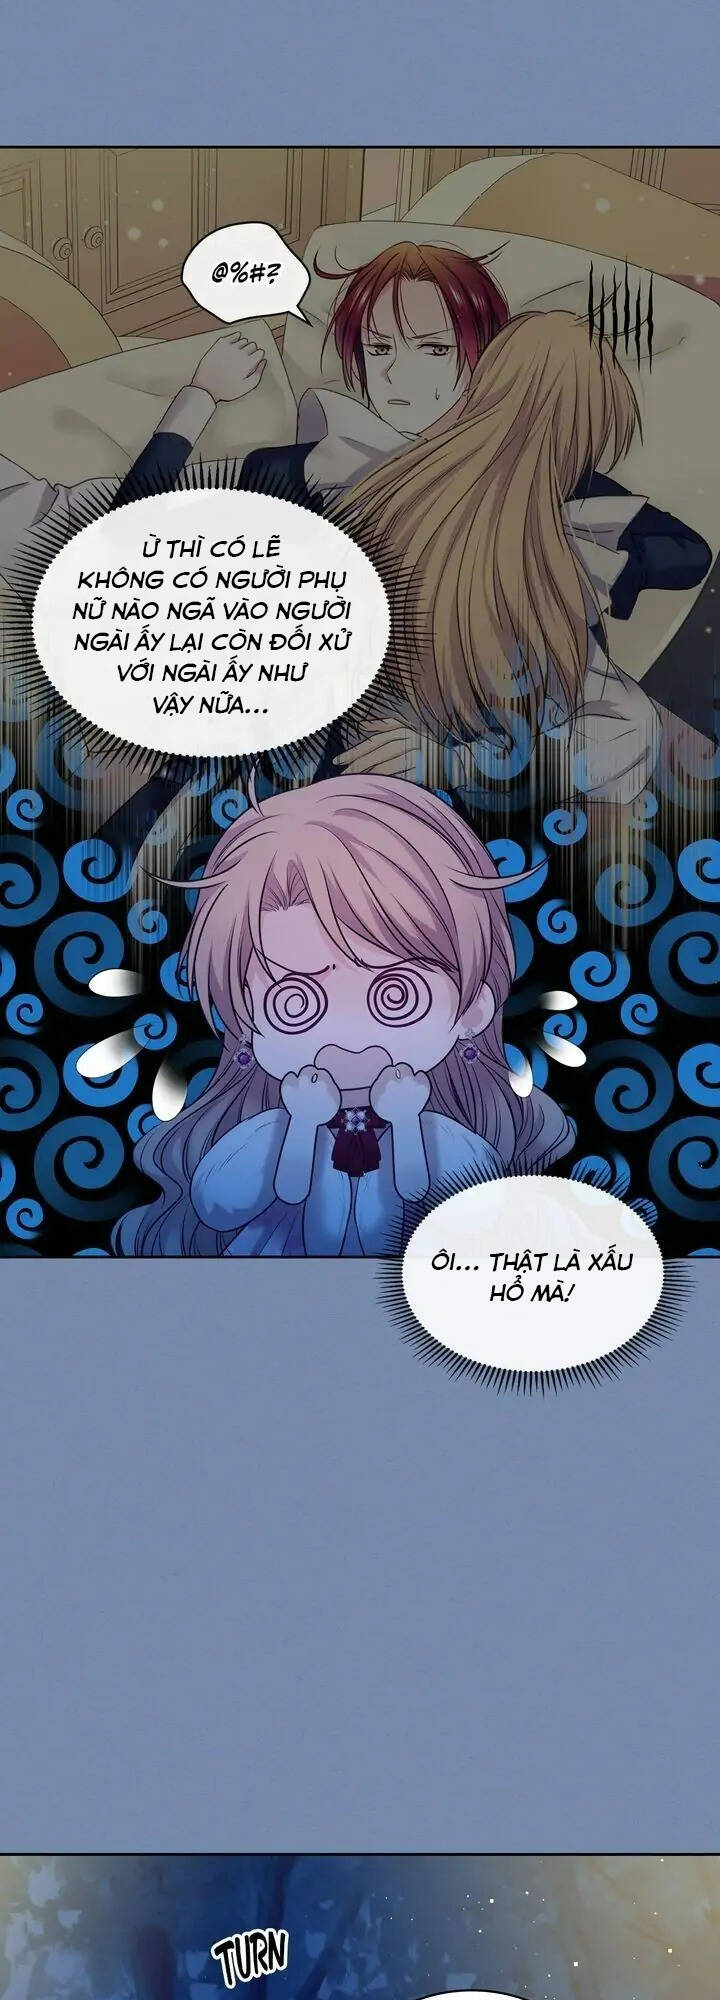 @%#?
Ừ THÌ CÓ LẼ
KHÔNG CÓ NGƯỜI PHỤ
NỮ NÀO NGÃ VÀO NGƯỜI
NGÀI ẤY LẠI CÒN ĐỐI XỬ
VỚI NGÀI ẤY NHƯ
VẬY NỮA...
ÔI... THẬT LÀ XẤU
HỔ MÀ!
TURN